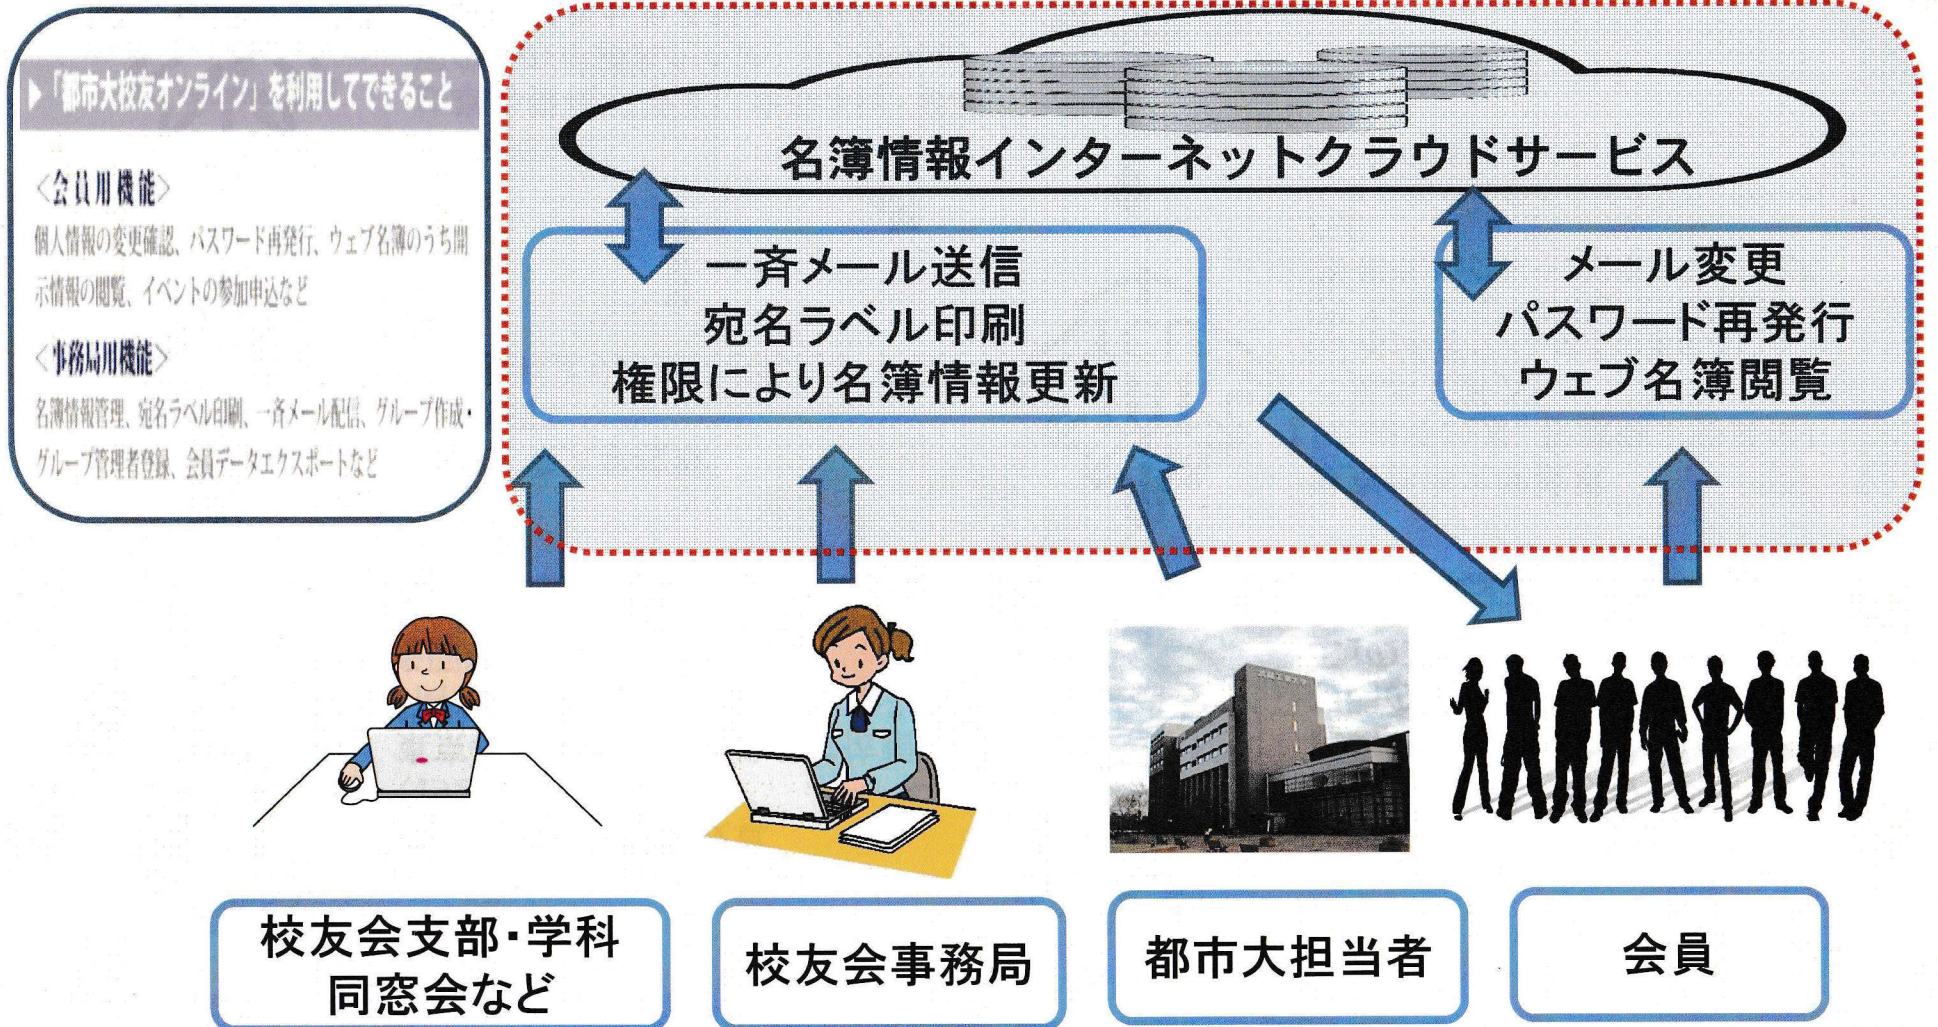 ▶「都市大校友オンライン」を利用してできること
〈会員用機能〉
個人情報の変更確認、パスワード再発行、ウェブ名簿のうち開
示情報の閲覧、イベントの参加申込など
〈事務局用機能〉
名簿情報管理、宛名ラベル印刷、一斉メール配信、グループ作成・
グループ管理者登録、会員データエクスポートなど
名簿情報インターネットクラウドサービス
一斉メール送信
宛名ラベル印刷
権限により名簿情報更新
メール変更
パスワード再発行
ウェブ名簿閲覧
校友会支部・学科
同窓会など
校友会事務局
都市大担当者
会員